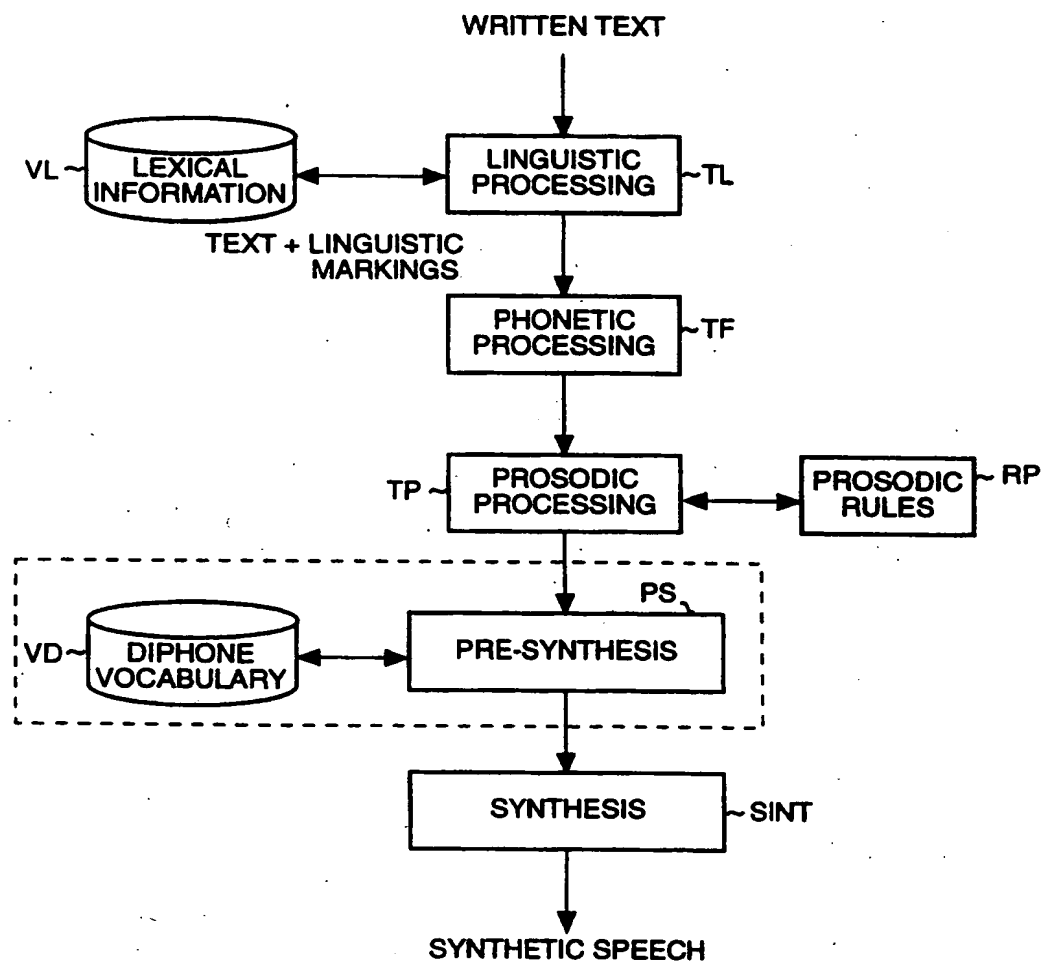 WRITTEN TEXT
VL
LEXICAL
INFORMATION
LINGUISTIC
PROCESSING
TL
TEXT + LINGUISTIC
MARKINGS
PHONETIC
PROCESSING
TF
TP
PROSODIC
PROCESSING
PROSODIC
RULES
RP
PS
VD
DIPHONE
VOCABULARY
PRE-SYNTHESIS
SYNTHESIS
SINT
SYNTHETIC SPEECH